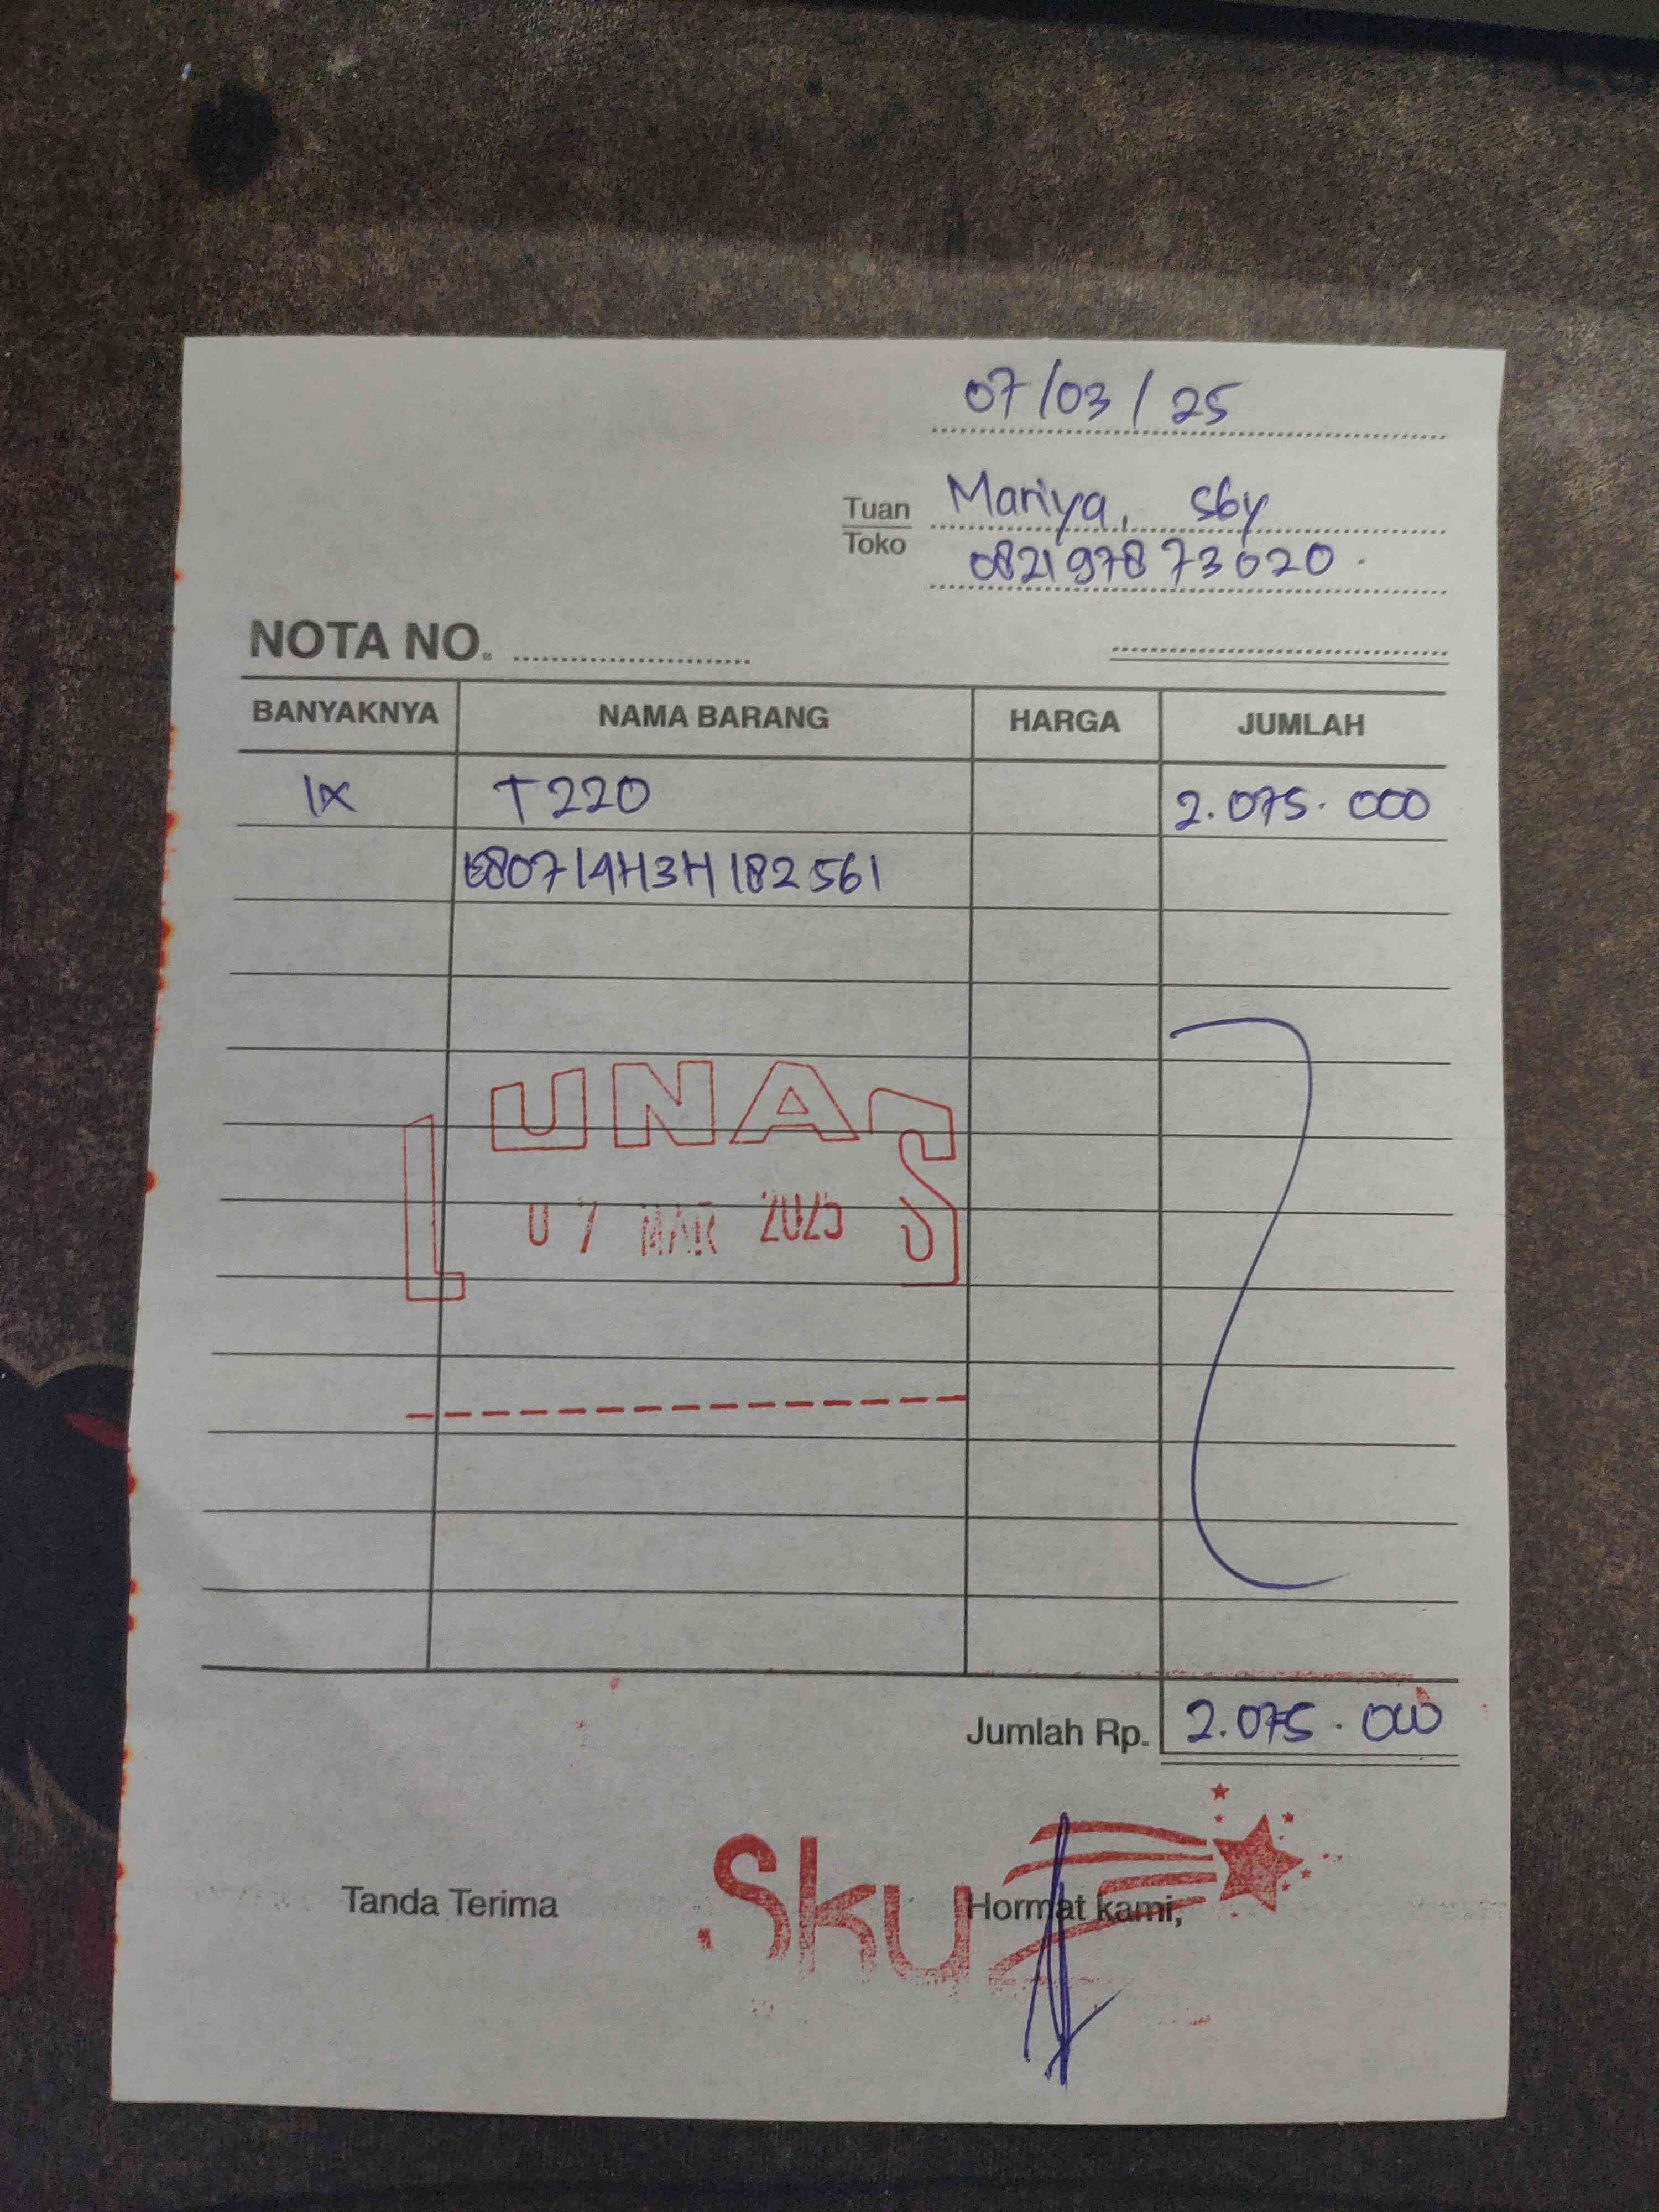 07/03/25
Tuan Mariya, Sby
Toko 082197873020.
NOTA NO.
BANYAKNYA NAMA BARANG HARGA JUMLAH
1x T220 2.075.000
LUNAS
07 MAR 2025
Jumlah Rp. 2.075.000
Sku
Tanda Terima Hormat kami,